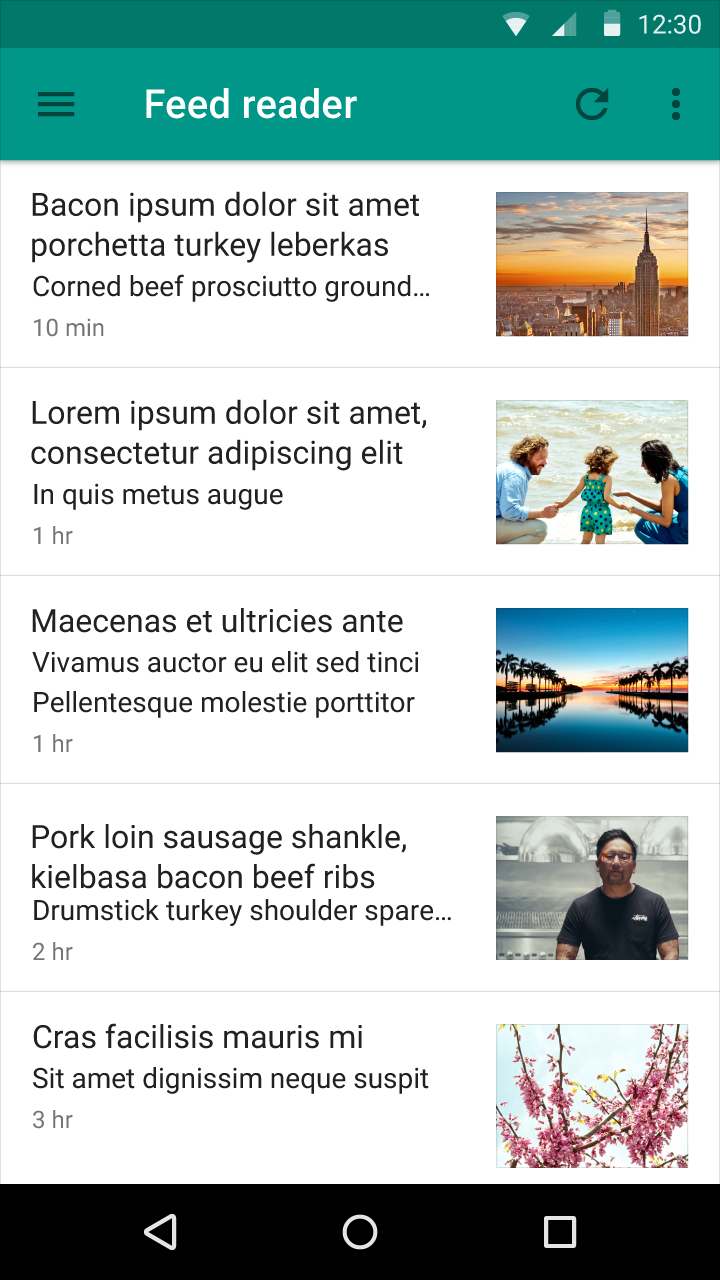 12:30
Feed reader
Bacon ipsum dolor sit amet
porchetta turkey leberkas
Corned beef prosciutto ground…
10 min
Lorem ipsum dolor sit amet,
consectetur adipiscing elit
In quis metus augue
1 hr
Maecenas et ultricies ante
Vivamus auctor eu elit sed tinci
Pellentesque molestie porttitor
1 hr
Pork loin sausage shankle,
kielbasa bacon beef ribs
Drumstick turkey shoulder spare…
2 hr
Cras facilisis mauris mi
Sit amet dignissim neque suspit
3 hr